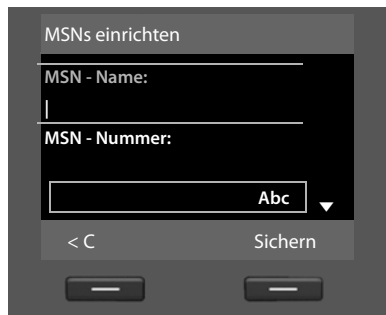 MSNs einrichten
MSN - Name:
MSN - Nummer:
Abc
< C Sichern